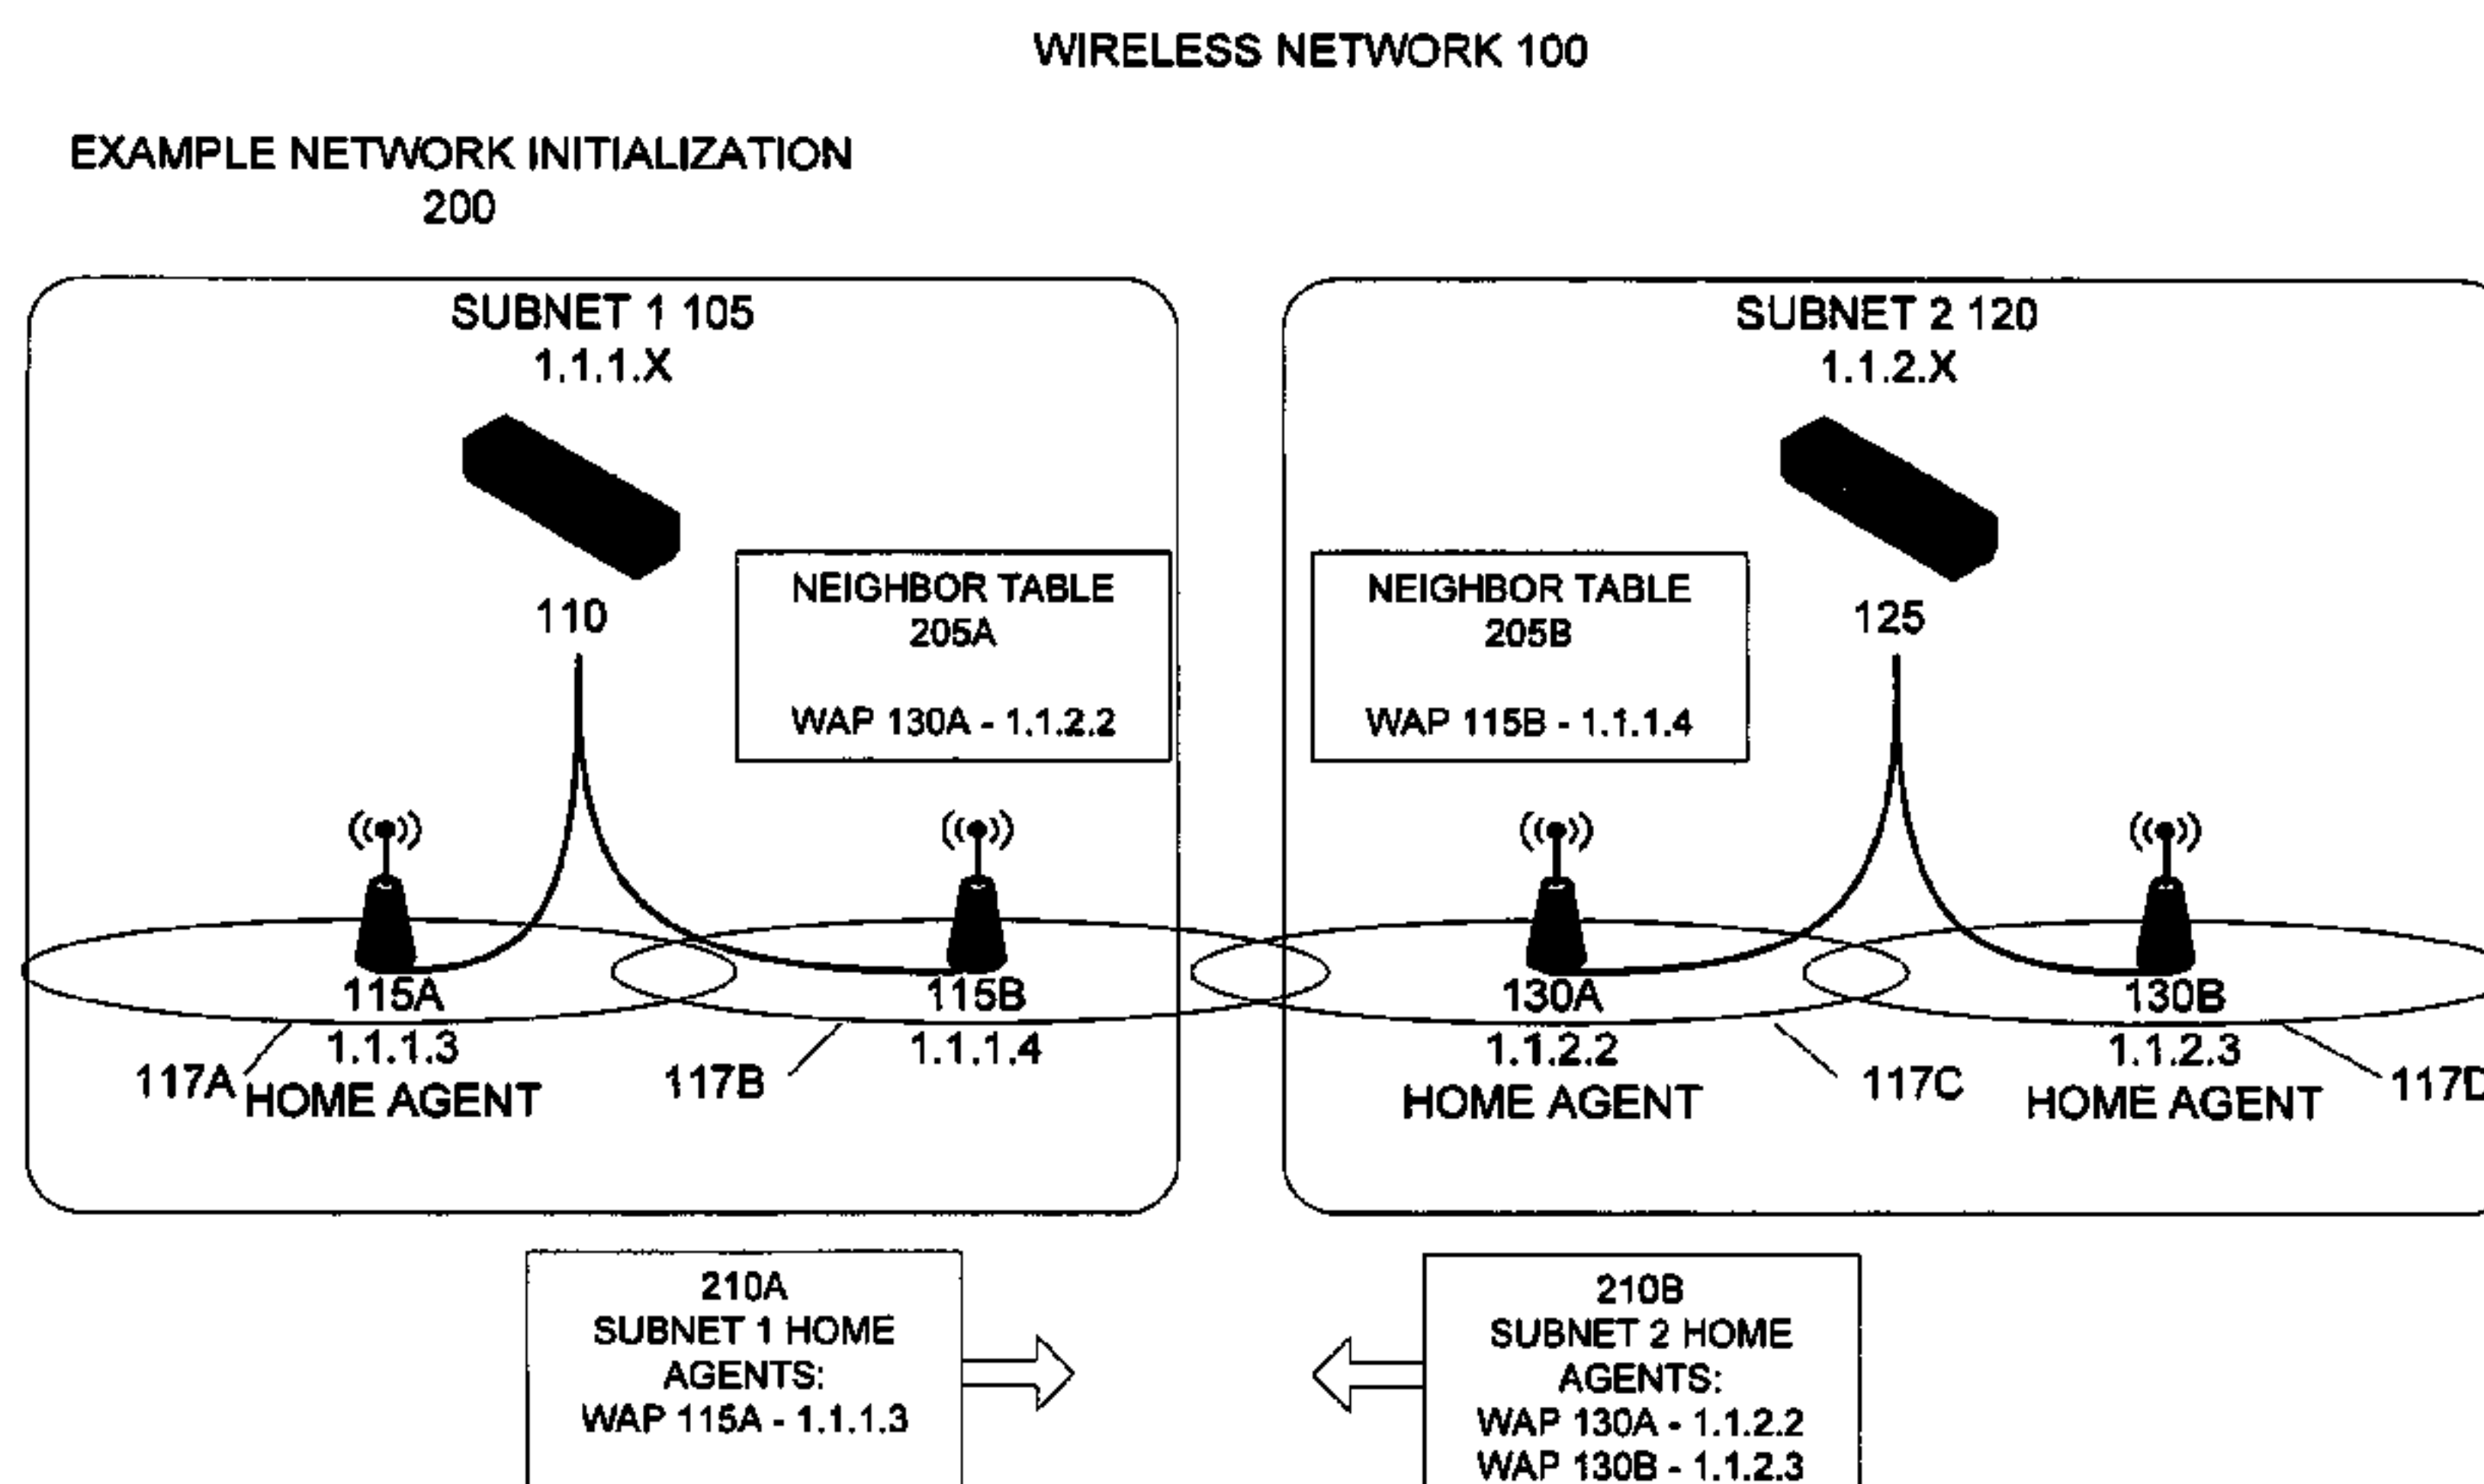 WIRELESS NETWORK 100
EXAMPLE NETWORK INITIALIZATION
200
SUBNET 1 105
1.1.1.X
110
NEIGHBOR TABLE
205A
WAP 130A - 1.1.2.2
115A
1.1.1.3
HOME AGENT
117A
115B
1.1.1.4
117B
SUBNET 2 120
1.1.2.X
125
NEIGHBOR TABLE
205B
WAP 115B - 1.1.1.4
130A
1.1.2.2
HOME AGENT
117C
130B
1.1.2.3
HOME AGENT
117D
210A
SUBNET 1 HOME
AGENTS:
WAP 115A - 1.1.1.3
210B
SUBNET 2 HOME
AGENTS:
WAP 130A - 1.1.2.2
WAP 130B - 1.1.2.3